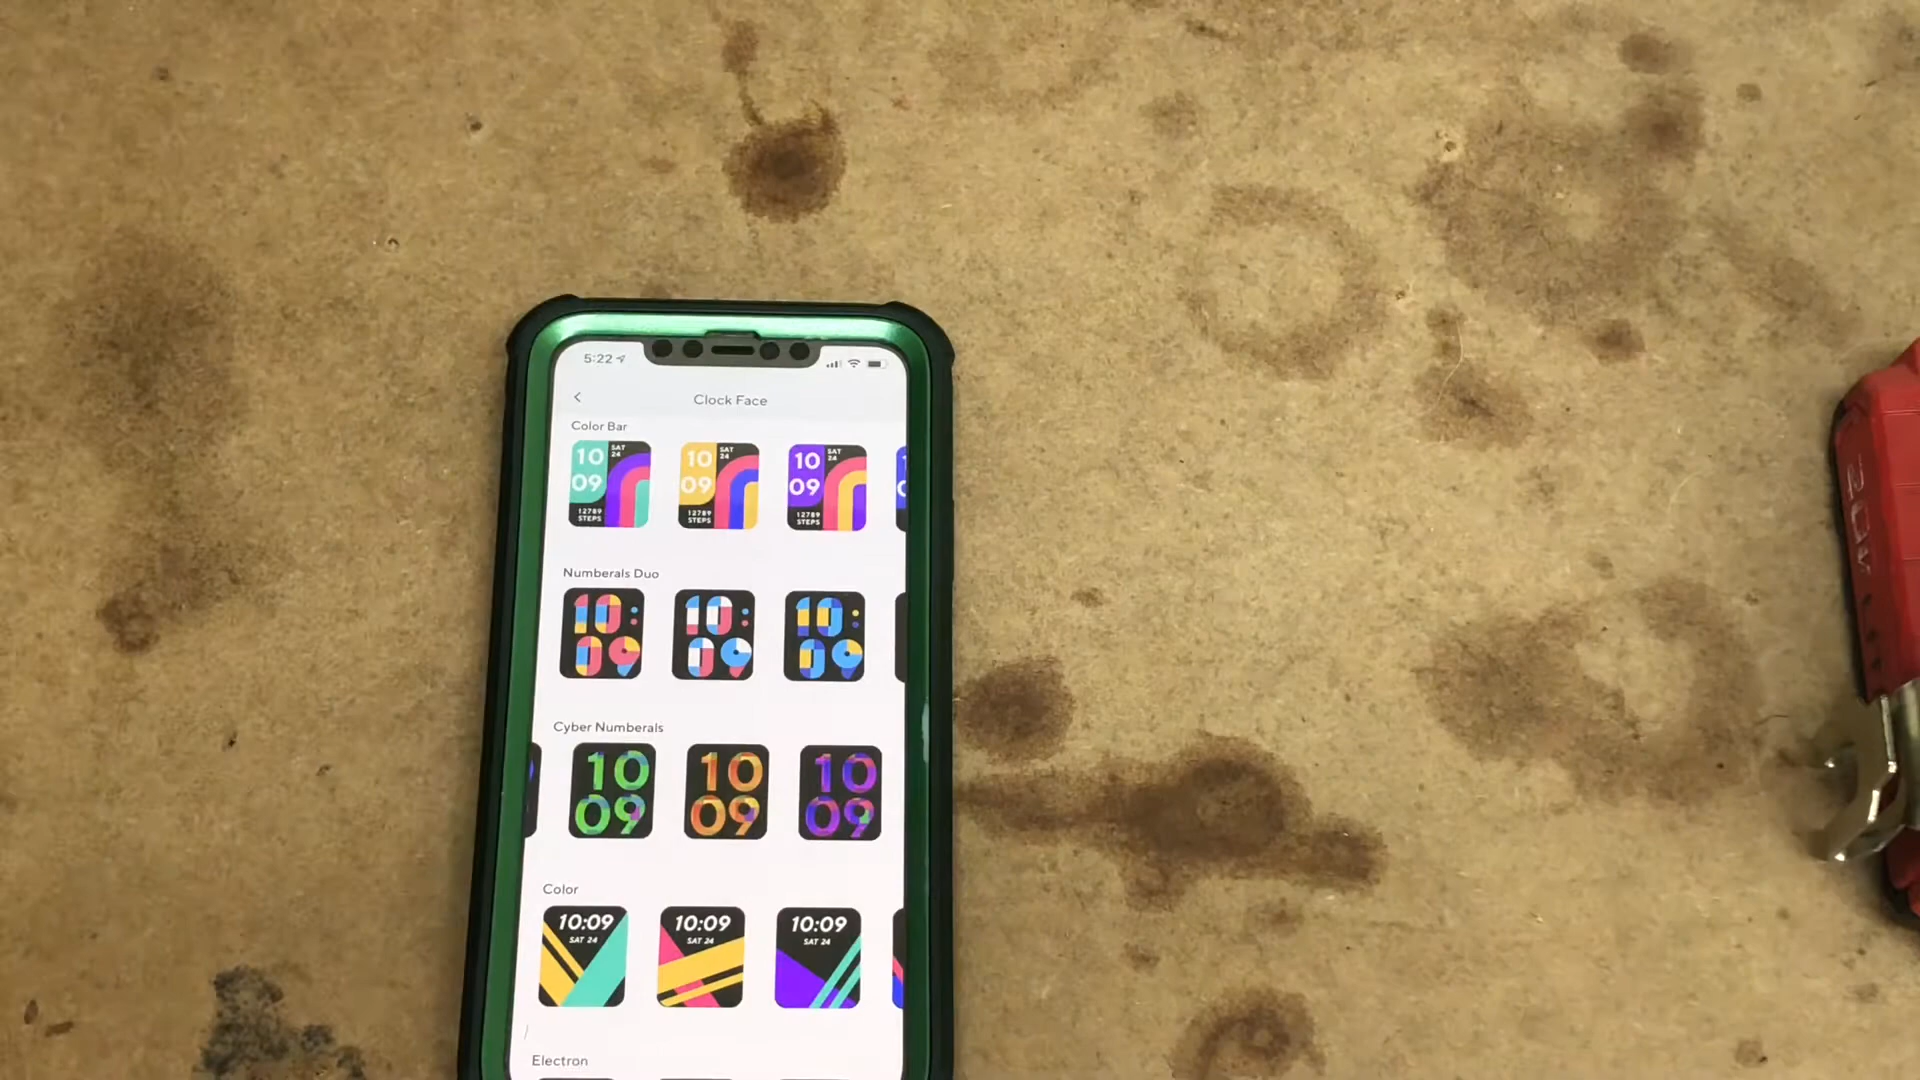 5:22
Clock Face
Color Bar
10 SAT 24
09
12789 STEPS
10 SAT 24
09
12789 STEPS
10 SAT 24
09
12789 STEPS
Numberals Duo
10:
09
10:
09
10:
09
Cyber Numberals
10
09
10
09
10
09
Color
10:09
SAT 24
10:09
SAT 24
10:09
SAT 24
Electron